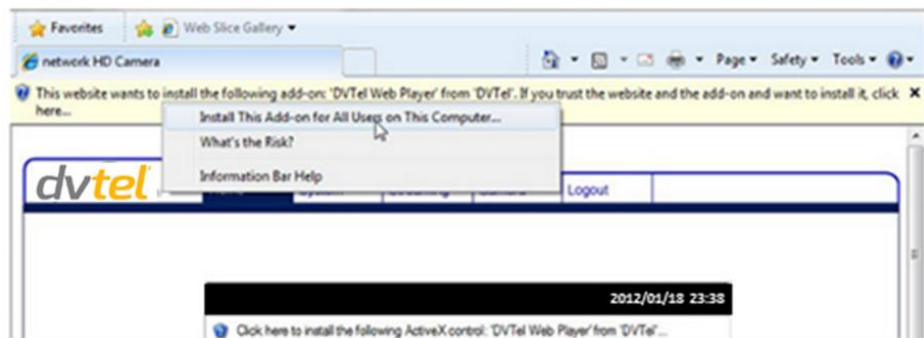 Favorites Web Slice Gallery
network HD Camera Page Safety Tools
This website wants to install the following add-on: 'DVTel Web Player' from 'DVTel'. If you trust the website and the add-on and want to install it, click
here...
Install This Add-on for All Users on This Computer...
What's the Risk?
Information Bar Help
dvtel Logout
2012/01/18 23:38
Click here to install the following ActiveX control: 'DVTel Web Player' from 'DVTel'...